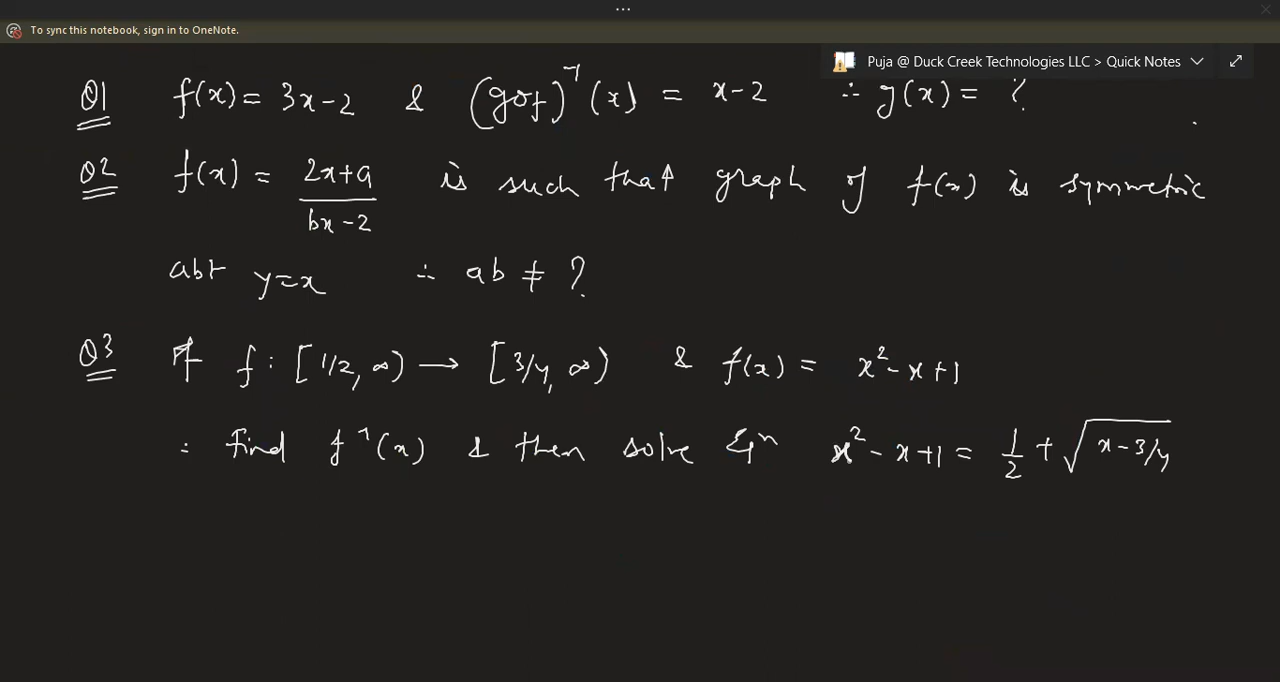 ...
To sync this notebook, sign in to OneNote.
Puja @ Duck Creek Technologies LLC > Quick Notes
Q1 f(x) = 3x-2 & (gof)⁻¹(x) = x-2 ∴ g(x) = ?
Q2 f(x) = (2x+a)/(bx-2) is such that graph of f(x) is symmetric
abt y=x ∴ ab ≠ ?
Q3 If f : [1/2, ∞) → [3/4, ∞) & f(x) = x²-x+1
: find f⁻¹(x) & then solve Eqⁿ x²-x+1 = 1/2 + √(x-3/4)